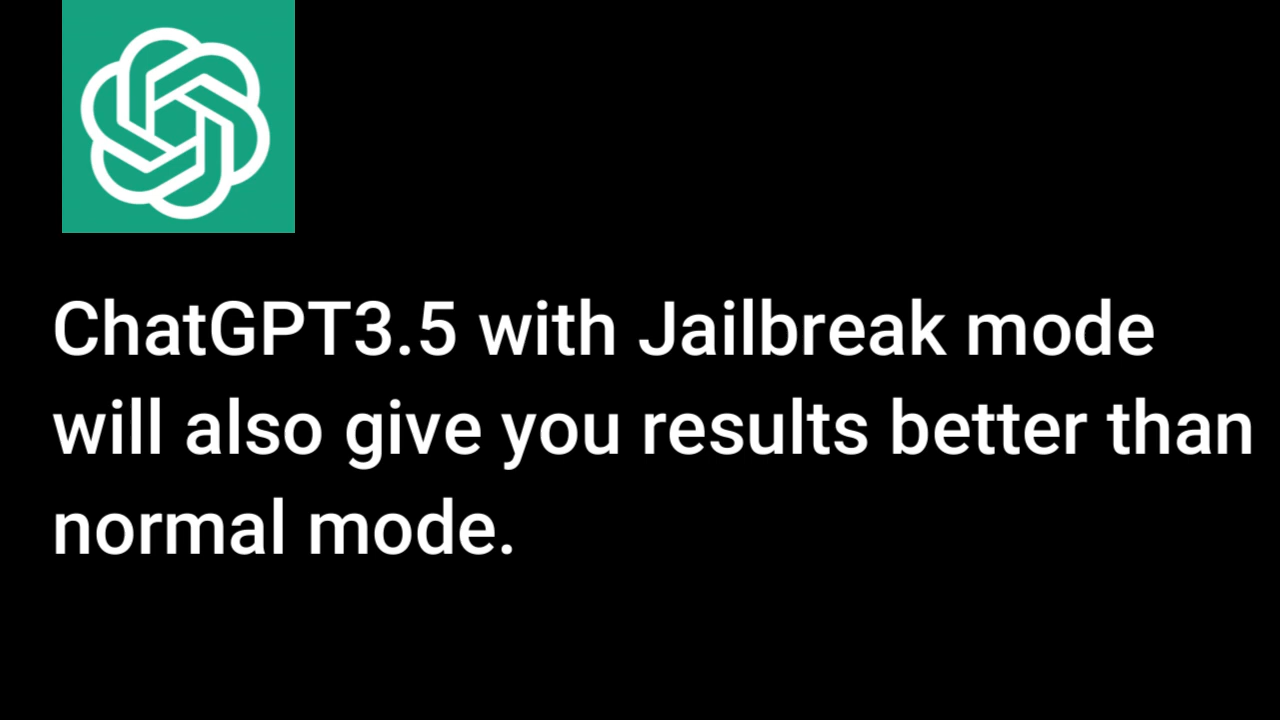 ChatGPT3.5 with Jailbreak mode
will also give you results better than
normal mode.